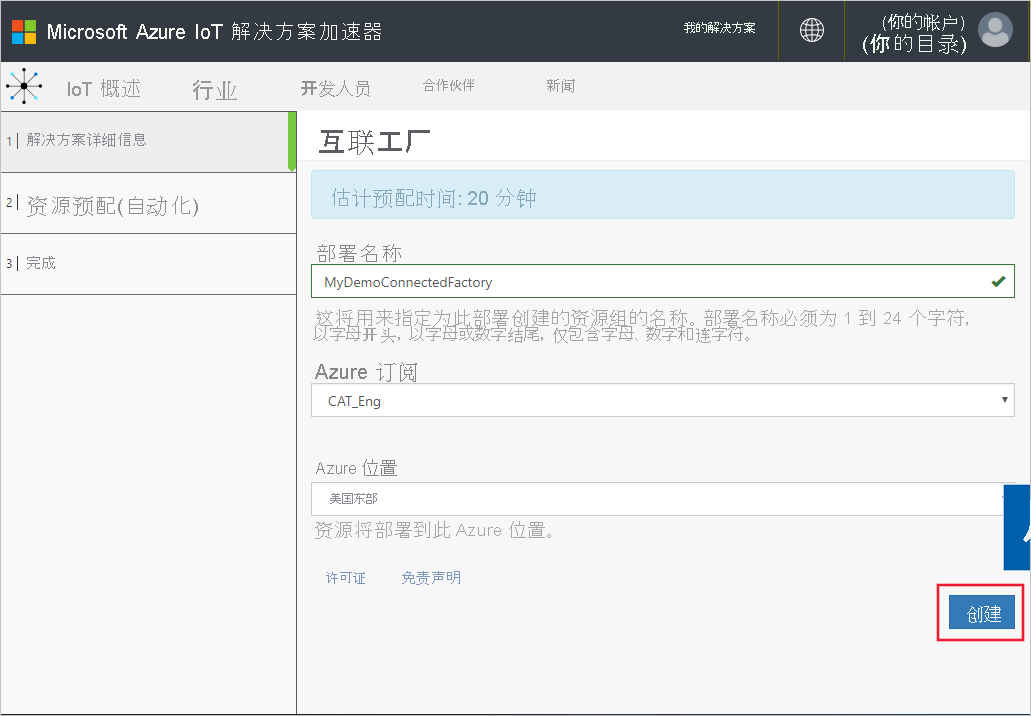 Microsoft Azure IoT 解决方案加速器
我的解决方案
(你的帐户)
(你的目录)
IoT 概述
行业
开发人员
合作伙伴
新闻
1 解决方案详细信息
2 资源预配(自动化)
3 完成
互联工厂
估计预配时间: 20 分钟
部署名称
MyDemoConnectedFactory
这将用来指定为此部署创建的资源组的名称。部署名称必须为 1 到 24 个字符,
以字母开头, 以字母或数字结尾, 仅包含字母、数字和连字符。
Azure 订阅
CAT_Eng
Azure 位置
美国东部
资源将部署到此 Azure 位置。
许可证
免责声明
创建